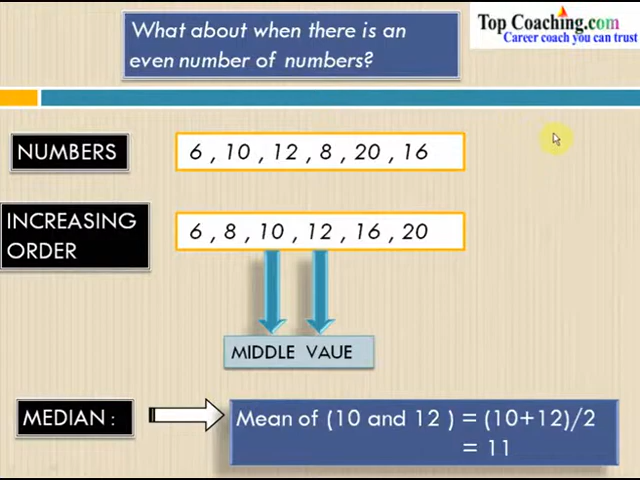 What about when there is an
even number of numbers?
Top Coaching.com
Career coach you can trust
NUMBERS
6 , 10 , 12 , 8 , 20 , 16
INCREASING
ORDER
6 , 8 , 10 , 12 , 16 , 20
MIDDLE VAUE
MEDIAN :
Mean of (10 and 12 ) = (10+12)/2
= 11